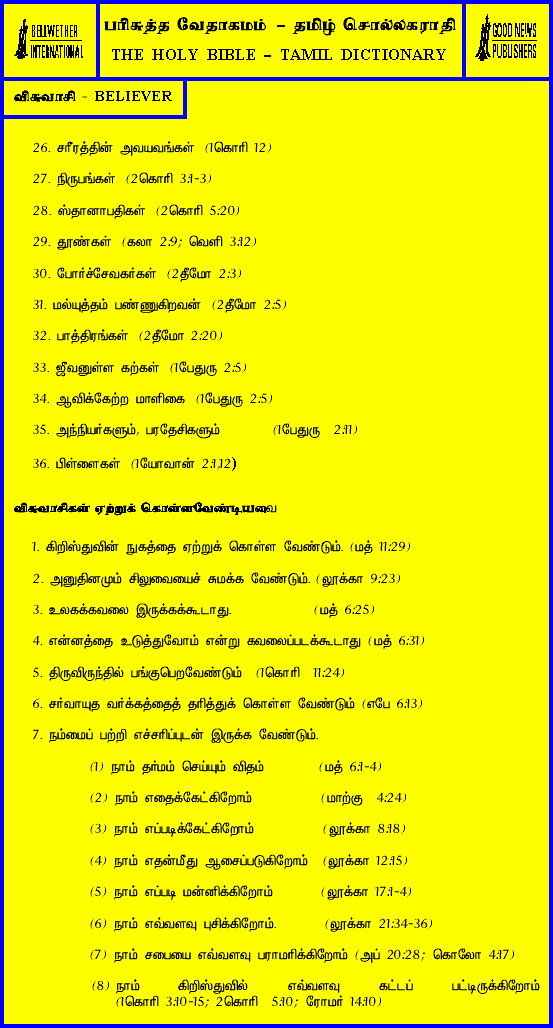 BELLWETHER
INTERNATIONAL
பரிசுத்த வேதாகமம் – தமிழ் சொல்லகராதி
THE HOLY BIBLE – TAMIL DICTIONARY
GOOD NEWS
PUBLISHERS
விசுவாசி - BELIEVER
26. சரீரத்தின் அவயவங்கள் (1கொரி 12)
27. நிருபங்கள் (2கொரி 3:1-3)
28. ஸ்தானாபதிகள் (2கொரி 5:20)
29. தூண்கள் (கலா 2:9; வெளி 3:12)
30. போர்ச்சேவகர்கள் (2தீமோ 2:3)
31. மல்யுத்தம் பண்ணுகிறவன் (2தீமோ 2:5)
32. பாத்திரங்கள் (2தீமோ 2:20)
33. ஜீவனுள்ள கற்கள் (1பேதுரு 2:5)
34. ஆவிக்கேற்ற மாளிகை (1பேதுரு 2:5)
35. அந்நியர்களும், பரதேசிகளும் (1பேதுரு 2:11)
36. பிள்ளைகள் (1யோவான் 2:1,12)
விசுவாசிகள் ஏற்றுக் கொள்ளவேண்டியவை
1. கிறிஸ்துவின் நுகத்தை ஏற்றுக் கொள்ள வேண்டும். (மத் 11:29)
2. அனுதினமும் சிலுவையைச் சுமக்க வேண்டும். (லூக்கா 9:23)
3. உலகக்கவலை இருக்கக்கூடாது. (மத் 6:25)
4. என்னத்தை உடுத்துவோம் என்று கவலைப்படக்கூடாது (மத் 6:31)
5. திருவிருந்தில் பங்குபெறவேண்டும் (1கொரி 11:24)
6. சர்வாயுத வர்க்கத்தைத் தரித்துக் கொள்ள வேண்டும் (எபே 6:13)
7. நம்மைப் பற்றி எச்சரிப்புடன் இருக்க வேண்டும்.
(1) நாம் தர்மம் செய்யும் விதம் (மத் 6:1-4)
(2) நாம் எதைக்கேட்கிறோம் (மாற்கு 4:24)
(3) நாம் எப்படிக்கேட்கிறோம் (லூக்கா 8:18)
(4) நாம் எதன்மீது ஆசைப்படுகிறோம் (லூக்கா 12:15)
(5) நாம் எப்படி மன்னிக்கிறோம் (லூக்கா 17:1-4)
(6) நாம் எவ்வளவு புசிக்கிறோம். (லூக்கா 21:34-36)
(7) நாம் சபையை எவ்வளவு பராமரிக்கிறோம் (அப் 20:28; கொலோ 4:17)
(8) நாம் கிறிஸ்துவில் எவ்வளவு கட்டப் பட்டிருக்கிறோம்
(1கொரி 3:10-15; 2கொரி 5:10; ரோமர் 14:10)